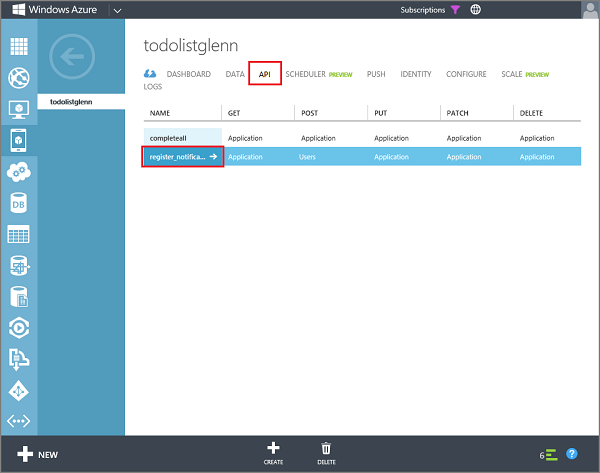 Windows Azure
Subscriptions
todolistglenn
todolistglenn
DASHBOARD DATA API SCHEDULER PREVIEW PUSH IDENTITY CONFIGURE SCALE PREVIEW
LOGS
NAME GET POST PUT PATCH DELETE
completeall Application Application Application Application Application
register_notifica... → Application Users Application Application Application
DB
NEW
CREATE
DELETE
6
?